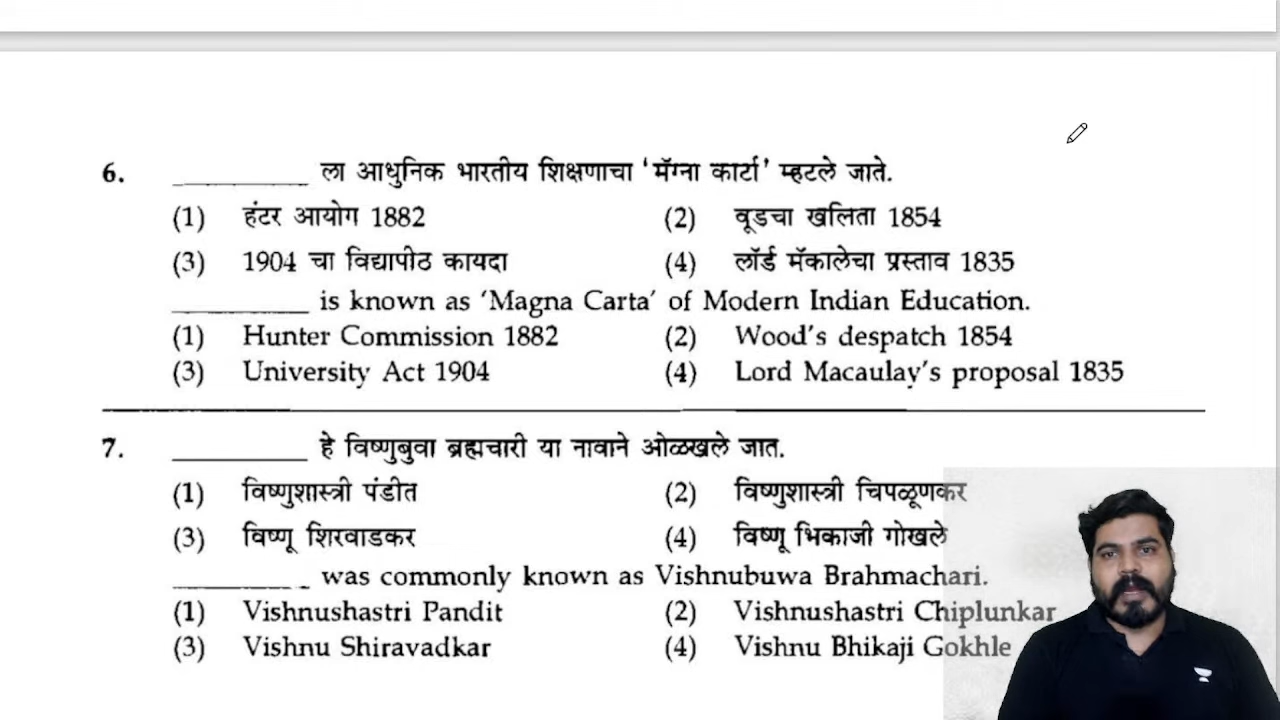 6. ________ ला आधुनिक भारतीय शिक्षणाचा 'मॅग्ना कार्टा' म्हटले जाते.
(1) हंटर आयोग 1882 (2) वूडचा खलिता 1854
(3) 1904 चा विद्यापीठ कायदा (4) लॉर्ड मॅकालेचा प्रस्ताव 1835
________ is known as 'Magna Carta' of Modern Indian Education.
(1) Hunter Commission 1882 (2) Wood's despatch 1854
(3) University Act 1904 (4) Lord Macaulay's proposal 1835
7. ________ हे विष्णुबुवा ब्रह्मचारी या नावाने ओळखले जात.
(1) विष्णुशास्त्री पंडीत (2) विष्णुशास्त्री चिपळूणकर
(3) विष्णू शिरवाडकर (4) विष्णू भिकाजी गोखले
________ was commonly known as Vishnubuwa Brahmachari.
(1) Vishnushastri Pandit (2) Vishnushastri Chiplunkar
(3) Vishnu Shiravadkar (4) Vishnu Bhikaji Gokhle